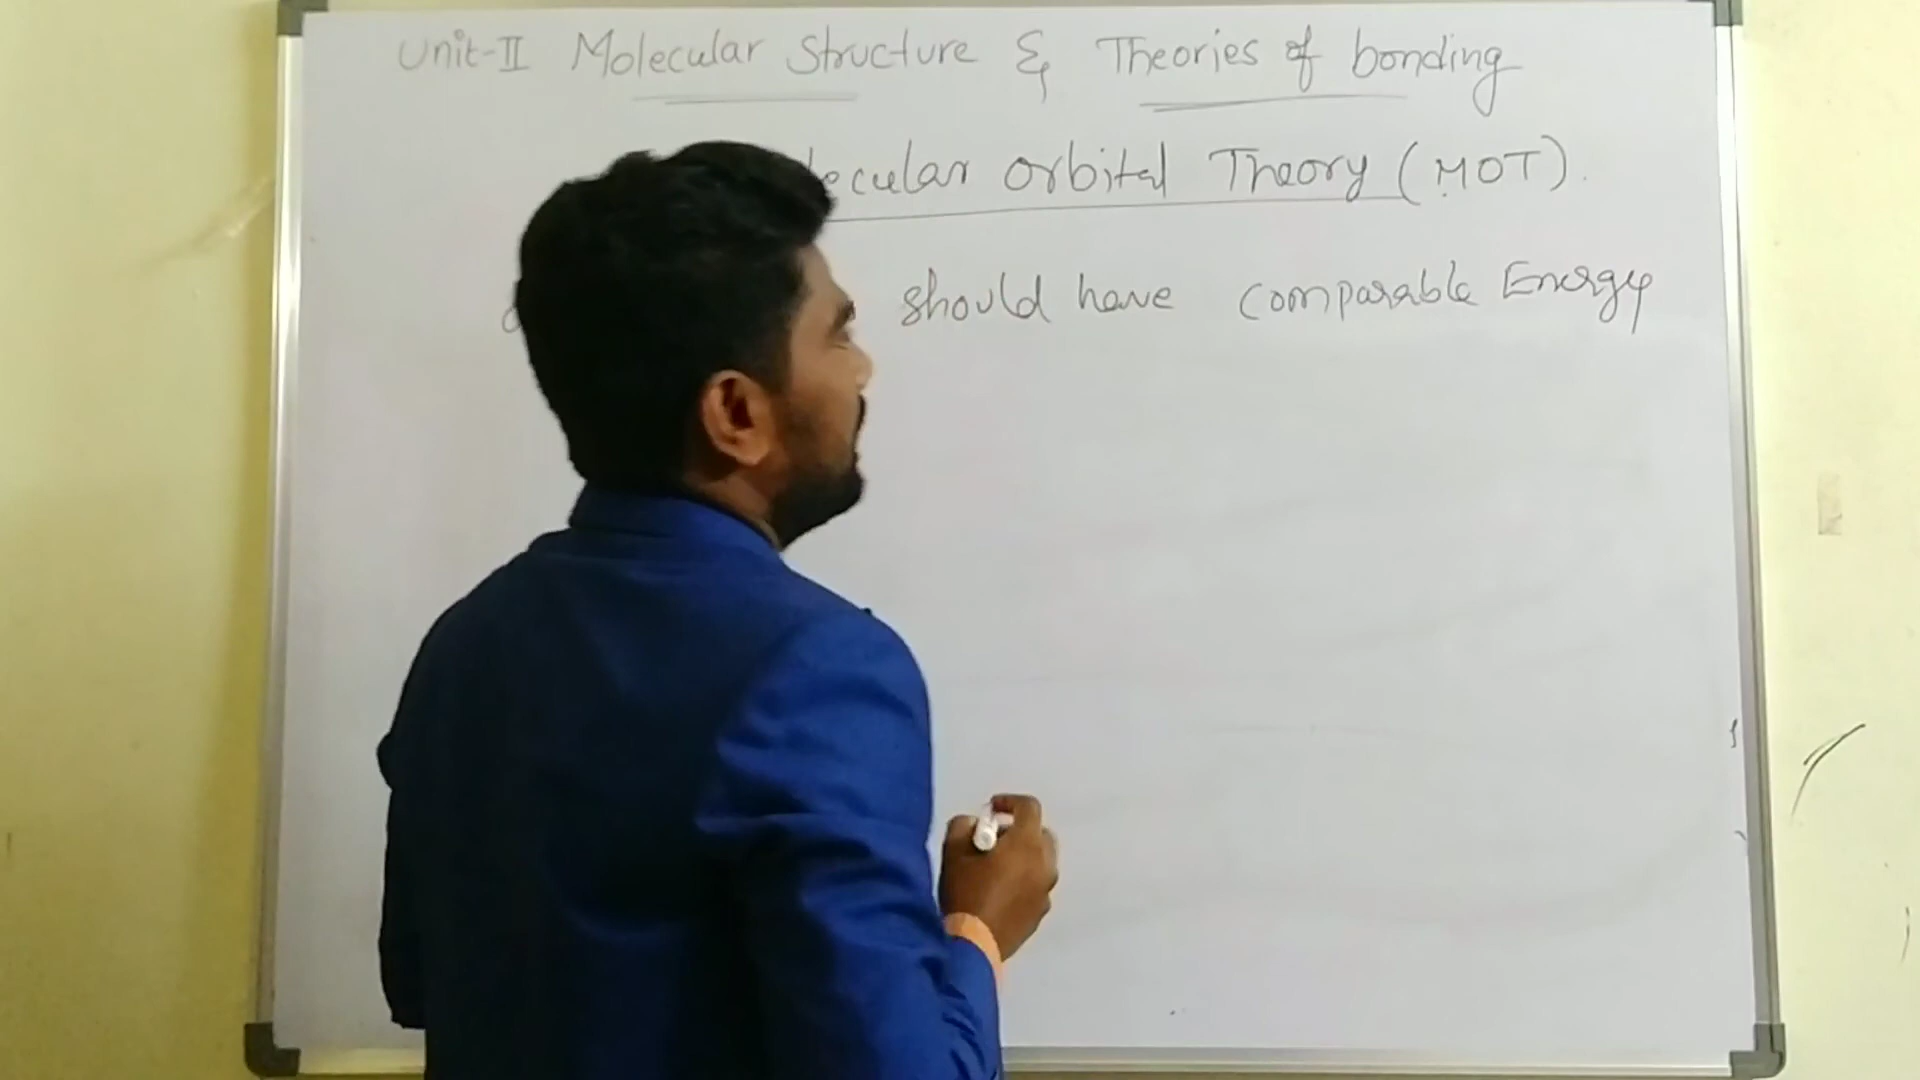 Unit-II Molecular Structure & Theories of bonding
ecular orbital Theory (MOT).
should have comparable Energy